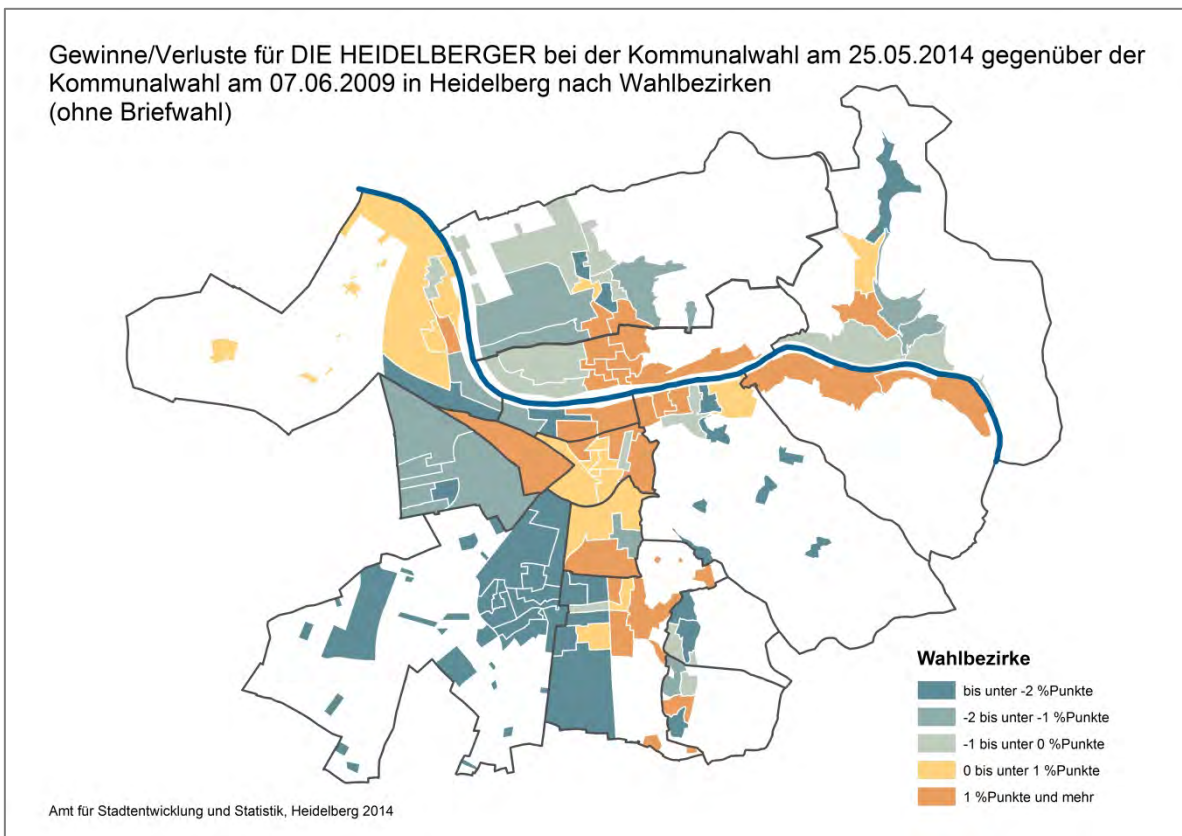 Gewinne/Verluste für DIE HEIDELBERGER bei der Kommunalwahl am 25.05.2014 gegenüber der
Kommunalwahl am 07.06.2009 in Heidelberg nach Wahlbezirken
(ohne Briefwahl)
Wahlbezirke
bis unter -2 %Punkte
-2 bis unter -1 %Punkte
-1 bis unter 0 %Punkte
0 bis unter 1 %Punkte
1 %Punkte und mehr
Amt für Stadtentwicklung und Statistik, Heidelberg 2014